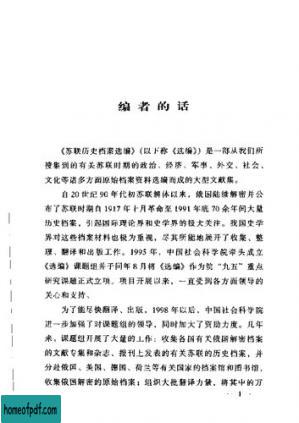 编者的话
《苏联历史档案选编》(以下称《选编》)是一部从我们所
搜集到的有关苏联时期的政治、经济、军事、外交、社会、
文化等诸多方面原始档案资料选编而成的大型文献集。
自20世纪90年代初苏联解体以来，俄国陆续解密并公
布了苏联时期自1917年十月革命至1991年底70余年间大量
历史档案，引起国际理论界和史学界的极大关注。我国史学
界对这些档案材料也极为重视，尽其所能地展开了收集、整
理、翻译和出版工作。1995年，中国社会科学院牵头成立
《选编》课题组并于同年8月将《选编》作为院“九五”重点
研究课题正式立项。项目开展以来，一直受到各方面领导的
关心和支持。
为了能尽快翻译、出版，1998年以后，中国社会科学院
进一步加强了对课题组的领导，同时加大了资助力度。几年
来，课题组开展了大量的工作：收集各国有关俄国解密档案
的文献专集和杂志、报刊上发表的有关苏联的历史档案，并
分赴俄国、美国、德国、荷兰等有关国家的档案馆和图书馆，
收集俄国解密的原始档案；组织大批翻译力量，将其中的万
· 1 ·
homeofpdf.com